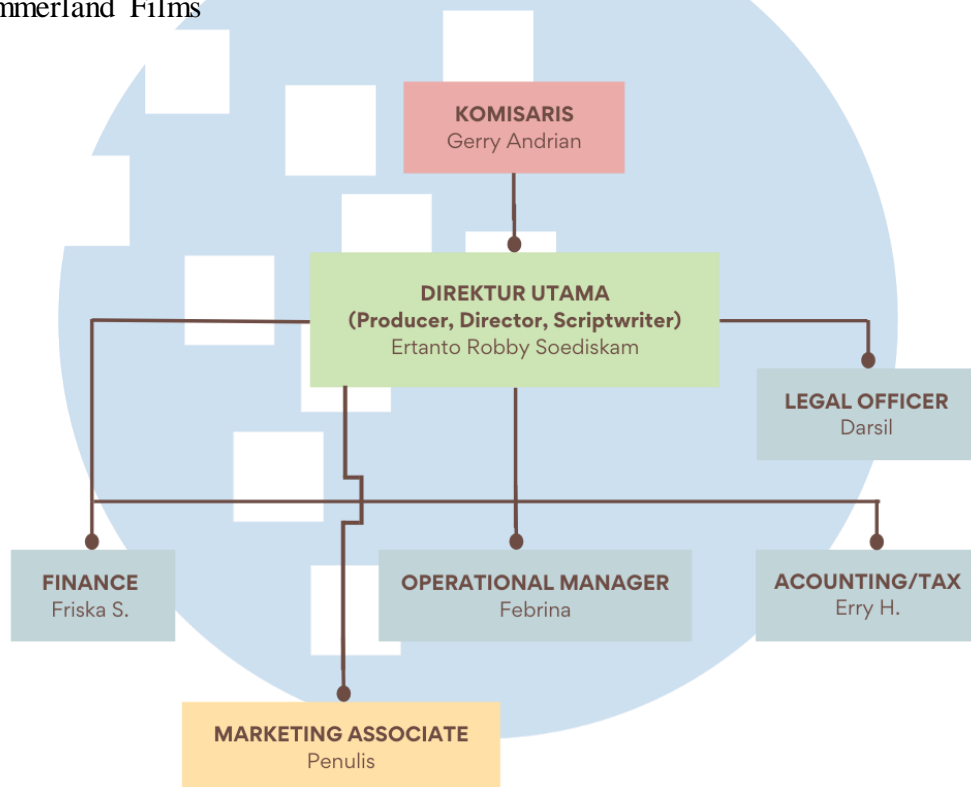 Films
KOMISARIS
Gerry Andrian
DIREKTUR UTAMA
(Producer, Director, Scriptwriter)
Ertanto Robby Soediskam
LEGAL OFFICER
Darsil
FINANCE
Friska S.
OPERATIONAL MANAGER
Febrina
ACOUNTING/TAX
Erry H.
MARKETING ASSOCIATE
Penulis